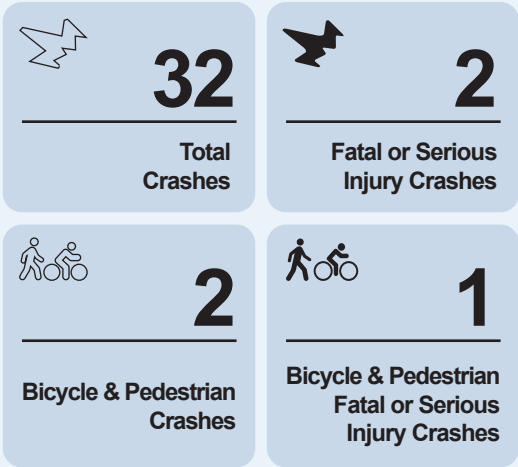 32
Total
Crashes
2
Fatal or Serious
Injury Crashes
2
Bicycle & Pedestrian
Crashes
1
Bicycle & Pedestrian
Fatal or Serious
Injury Crashes